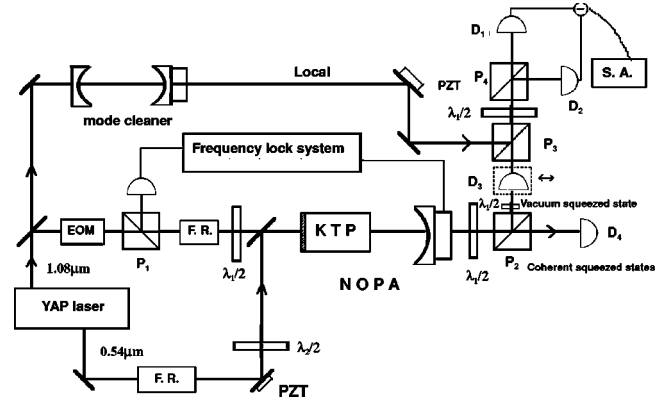 D₁
−
S. A.
P₄
D₂
PZT
λ₁/2
Local
mode cleaner
P₃
Frequency lock system
D₃
↔
λ₁/2
Vacuum squeezed state
EOM
P₁
F. R.
λ₁/2
K T P
N O P A
λ₁/2
P₂
D₄
Coherent squeezed states
1.08μm
YAP laser
0.54μm
F. R.
λ₂/2
PZT